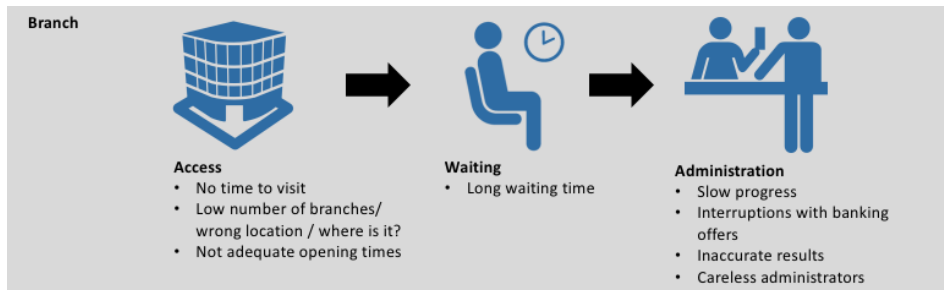 Branch
Access
• No time to visit
• Low number of branches/
wrong location / where is it?
• Not adequate opening times
Waiting
• Long waiting time
Administration
• Slow progress
• Interruptions with banking
offers
• Inaccurate results
• Careless administrators